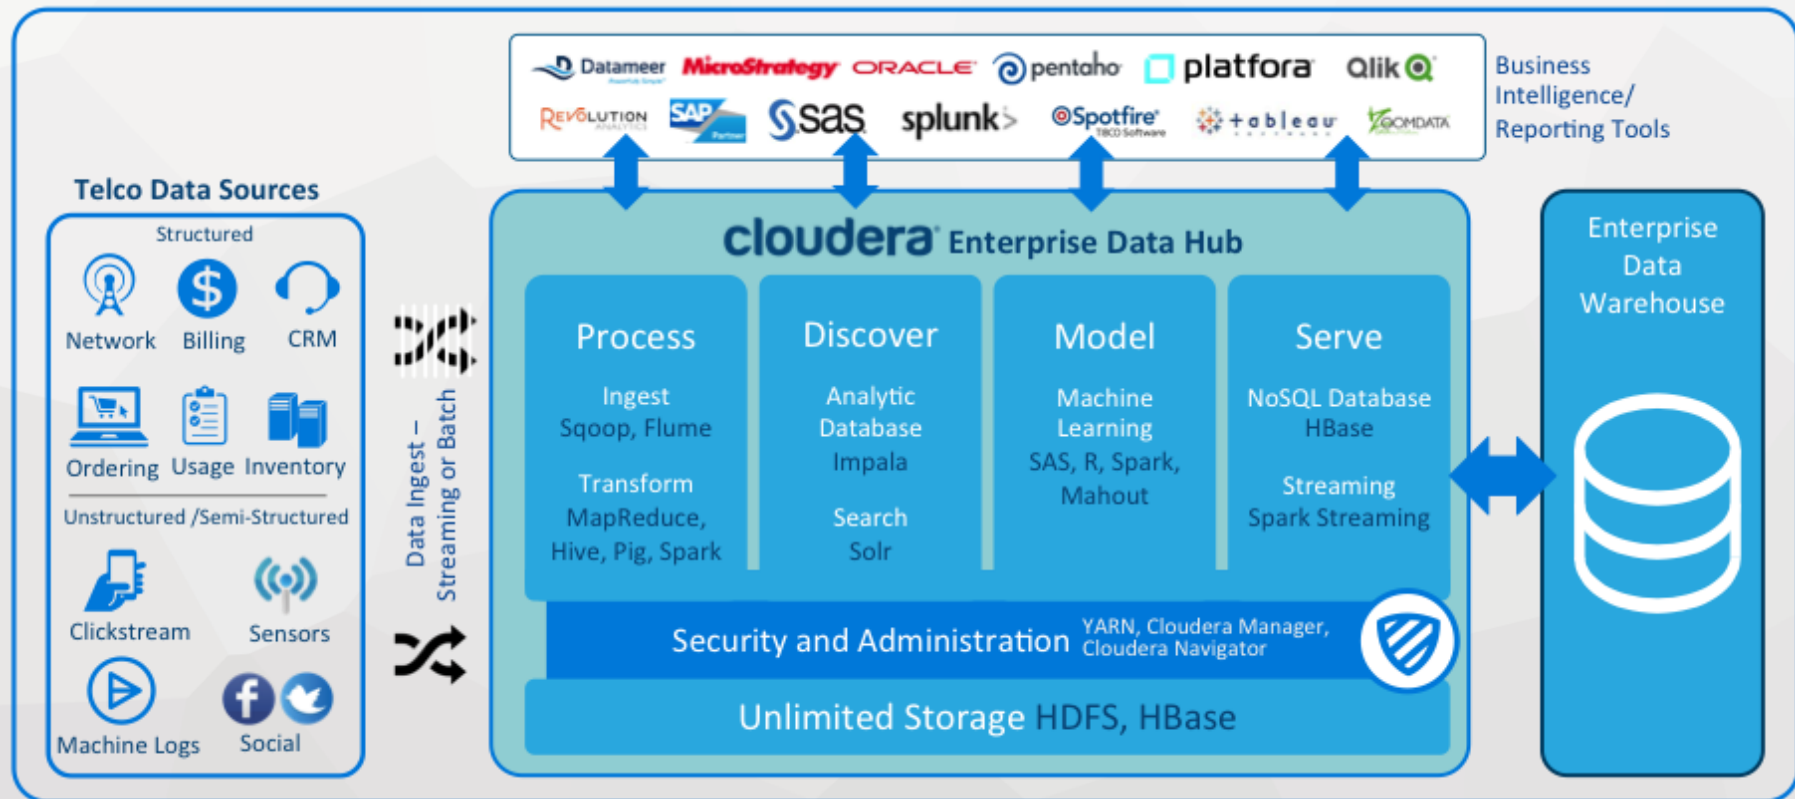 Datameer
MicroStrategy
ORACLE
pentaho
platfora
Qlik Q
REVOLUTION
ANALYTICS
SAP
Partner
sas
splunk>
Spotfire
TIBCO Software
+ a b l e a u
S O F T W A R E
ZOOMDATA
Business
Intelligence/
Reporting Tools
Telco Data Sources
Structured
Network
Billing
CRM
Ordering
Usage
Inventory
Unstructured /Semi-Structured
Clickstream
Sensors
Machine Logs
Social
Data Ingest –
Streaming or Batch
cloudera Enterprise Data Hub
Process
Ingest
Sqoop, Flume
Transform
MapReduce,
Hive, Pig, Spark
Discover
Analytic
Database
Impala
Search
Solr
Model
Machine
Learning
SAS, R, Spark,
Mahout
Serve
NoSQL Database
HBase
Streaming
Spark Streaming
Security and Administration
YARN, Cloudera Manager,
Cloudera Navigator
Unlimited Storage HDFS, HBase
Enterprise
Data
Warehouse